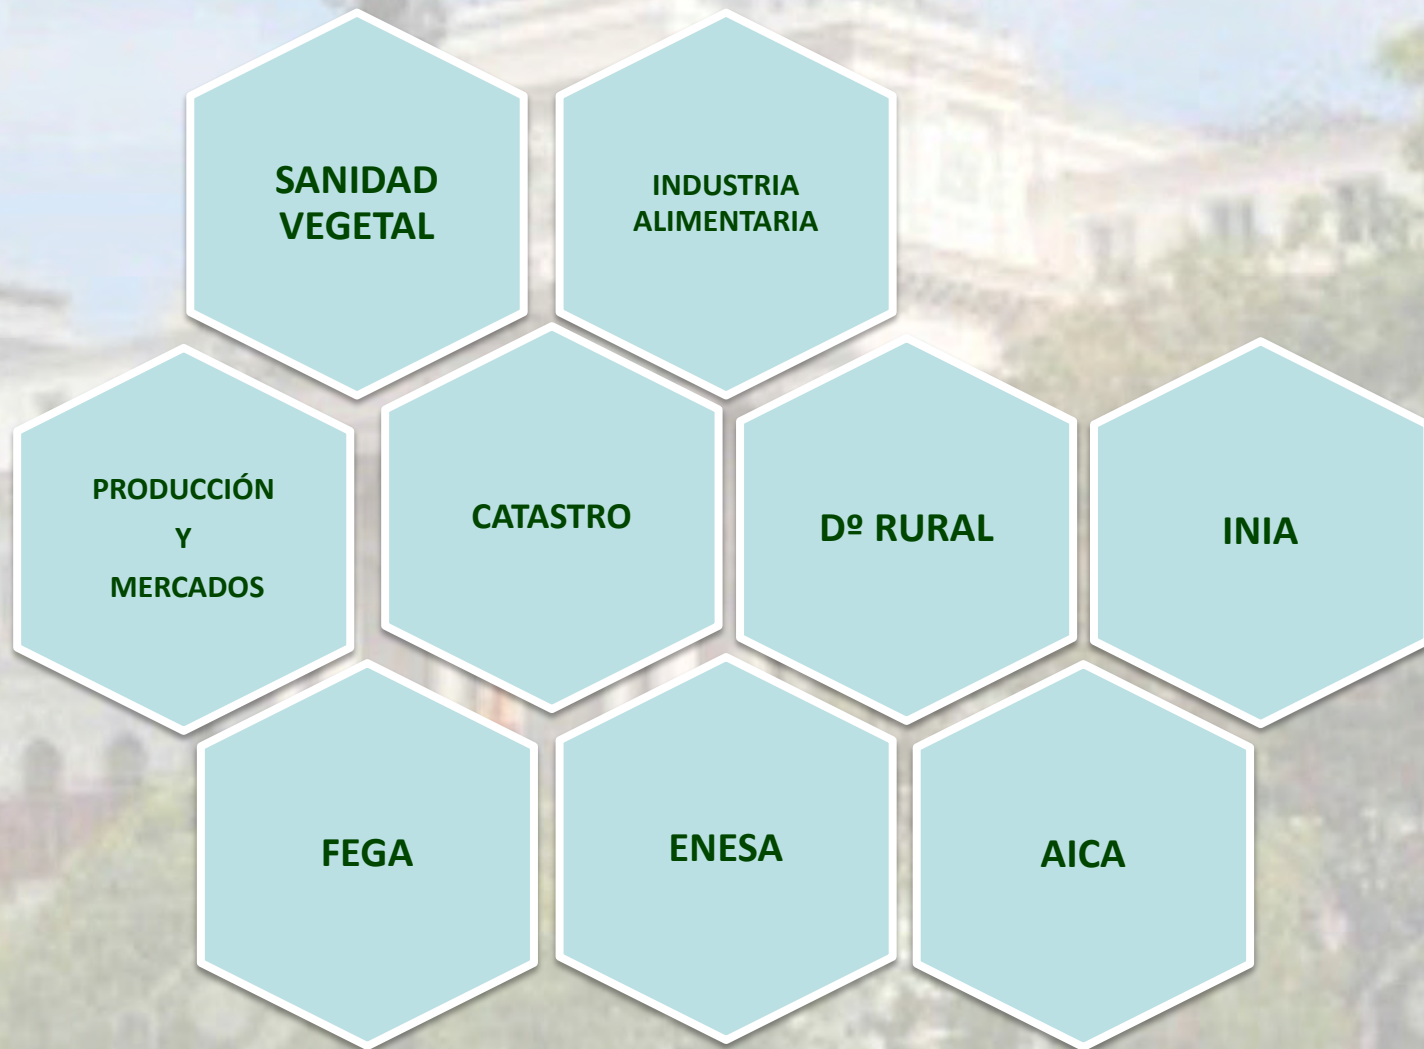 SANIDAD
VEGETAL
INDUSTRIA
ALIMENTARIA
PRODUCCIÓN
Y
MERCADOS
CATASTRO
Dº RURAL
INIA
FEGA
ENESA
AICA